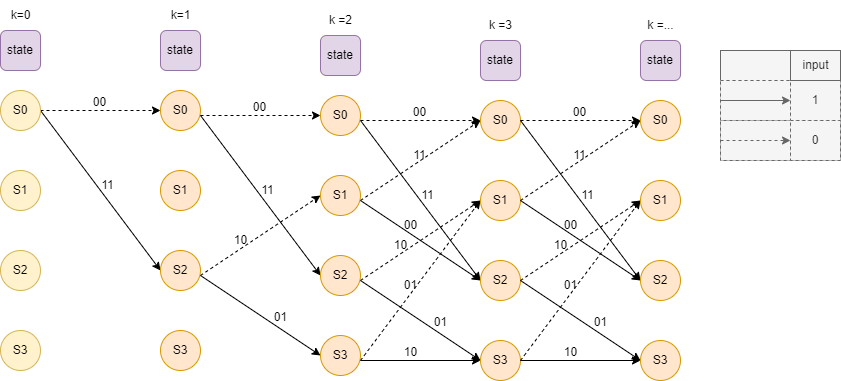 k=0
k=1
k =2
k =3
k =...
state
state
state
state
state
input
1
0
S0
00
S0
00
S0
00
S0
00
S0
11
11
11
11
11
11
S1
S1
S1
00
S1
00
S1
10
10
10
S2
S2
S2
01
S2
01
S2
01
01
01
S3
S3
S3
10
S3
10
S3